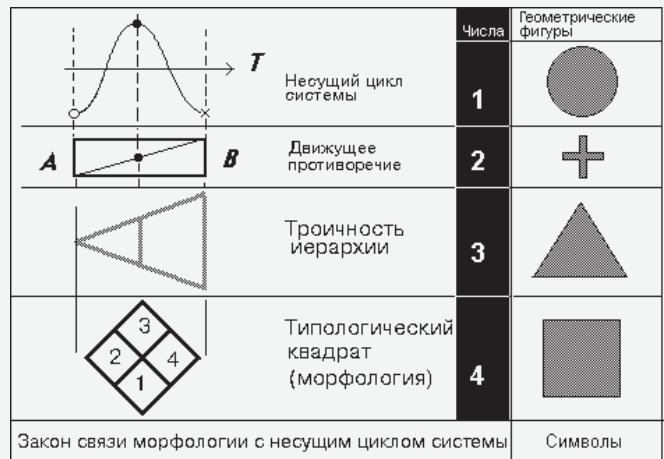 Числа
Геометрические
фигуры
T
Несущий цикл
системы
1
A
B
Движущее
противоречие
2
Троичность
иерархии
3
3
2
4
1
Типологический
квадрат
(морфология)
4
Закон связи морфологии с несущим циклом системы
Символы